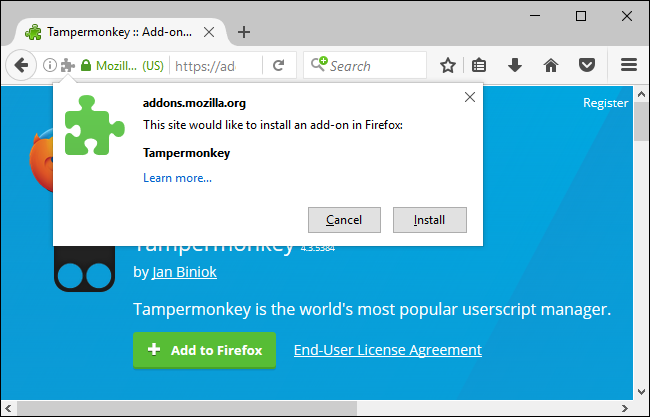 Tampermonkey :: Add-on...
Mozill... (US)
https://ad
Search
Register
addons.mozilla.org
This site would like to install an add-on in Firefox:
Tampermonkey
Learn more...
Cancel
Install
Tampermonkey 4.3.5384
by Jan Biniok
Tampermonkey is the world's most popular userscript manager.
Add to Firefox
End-User License Agreement